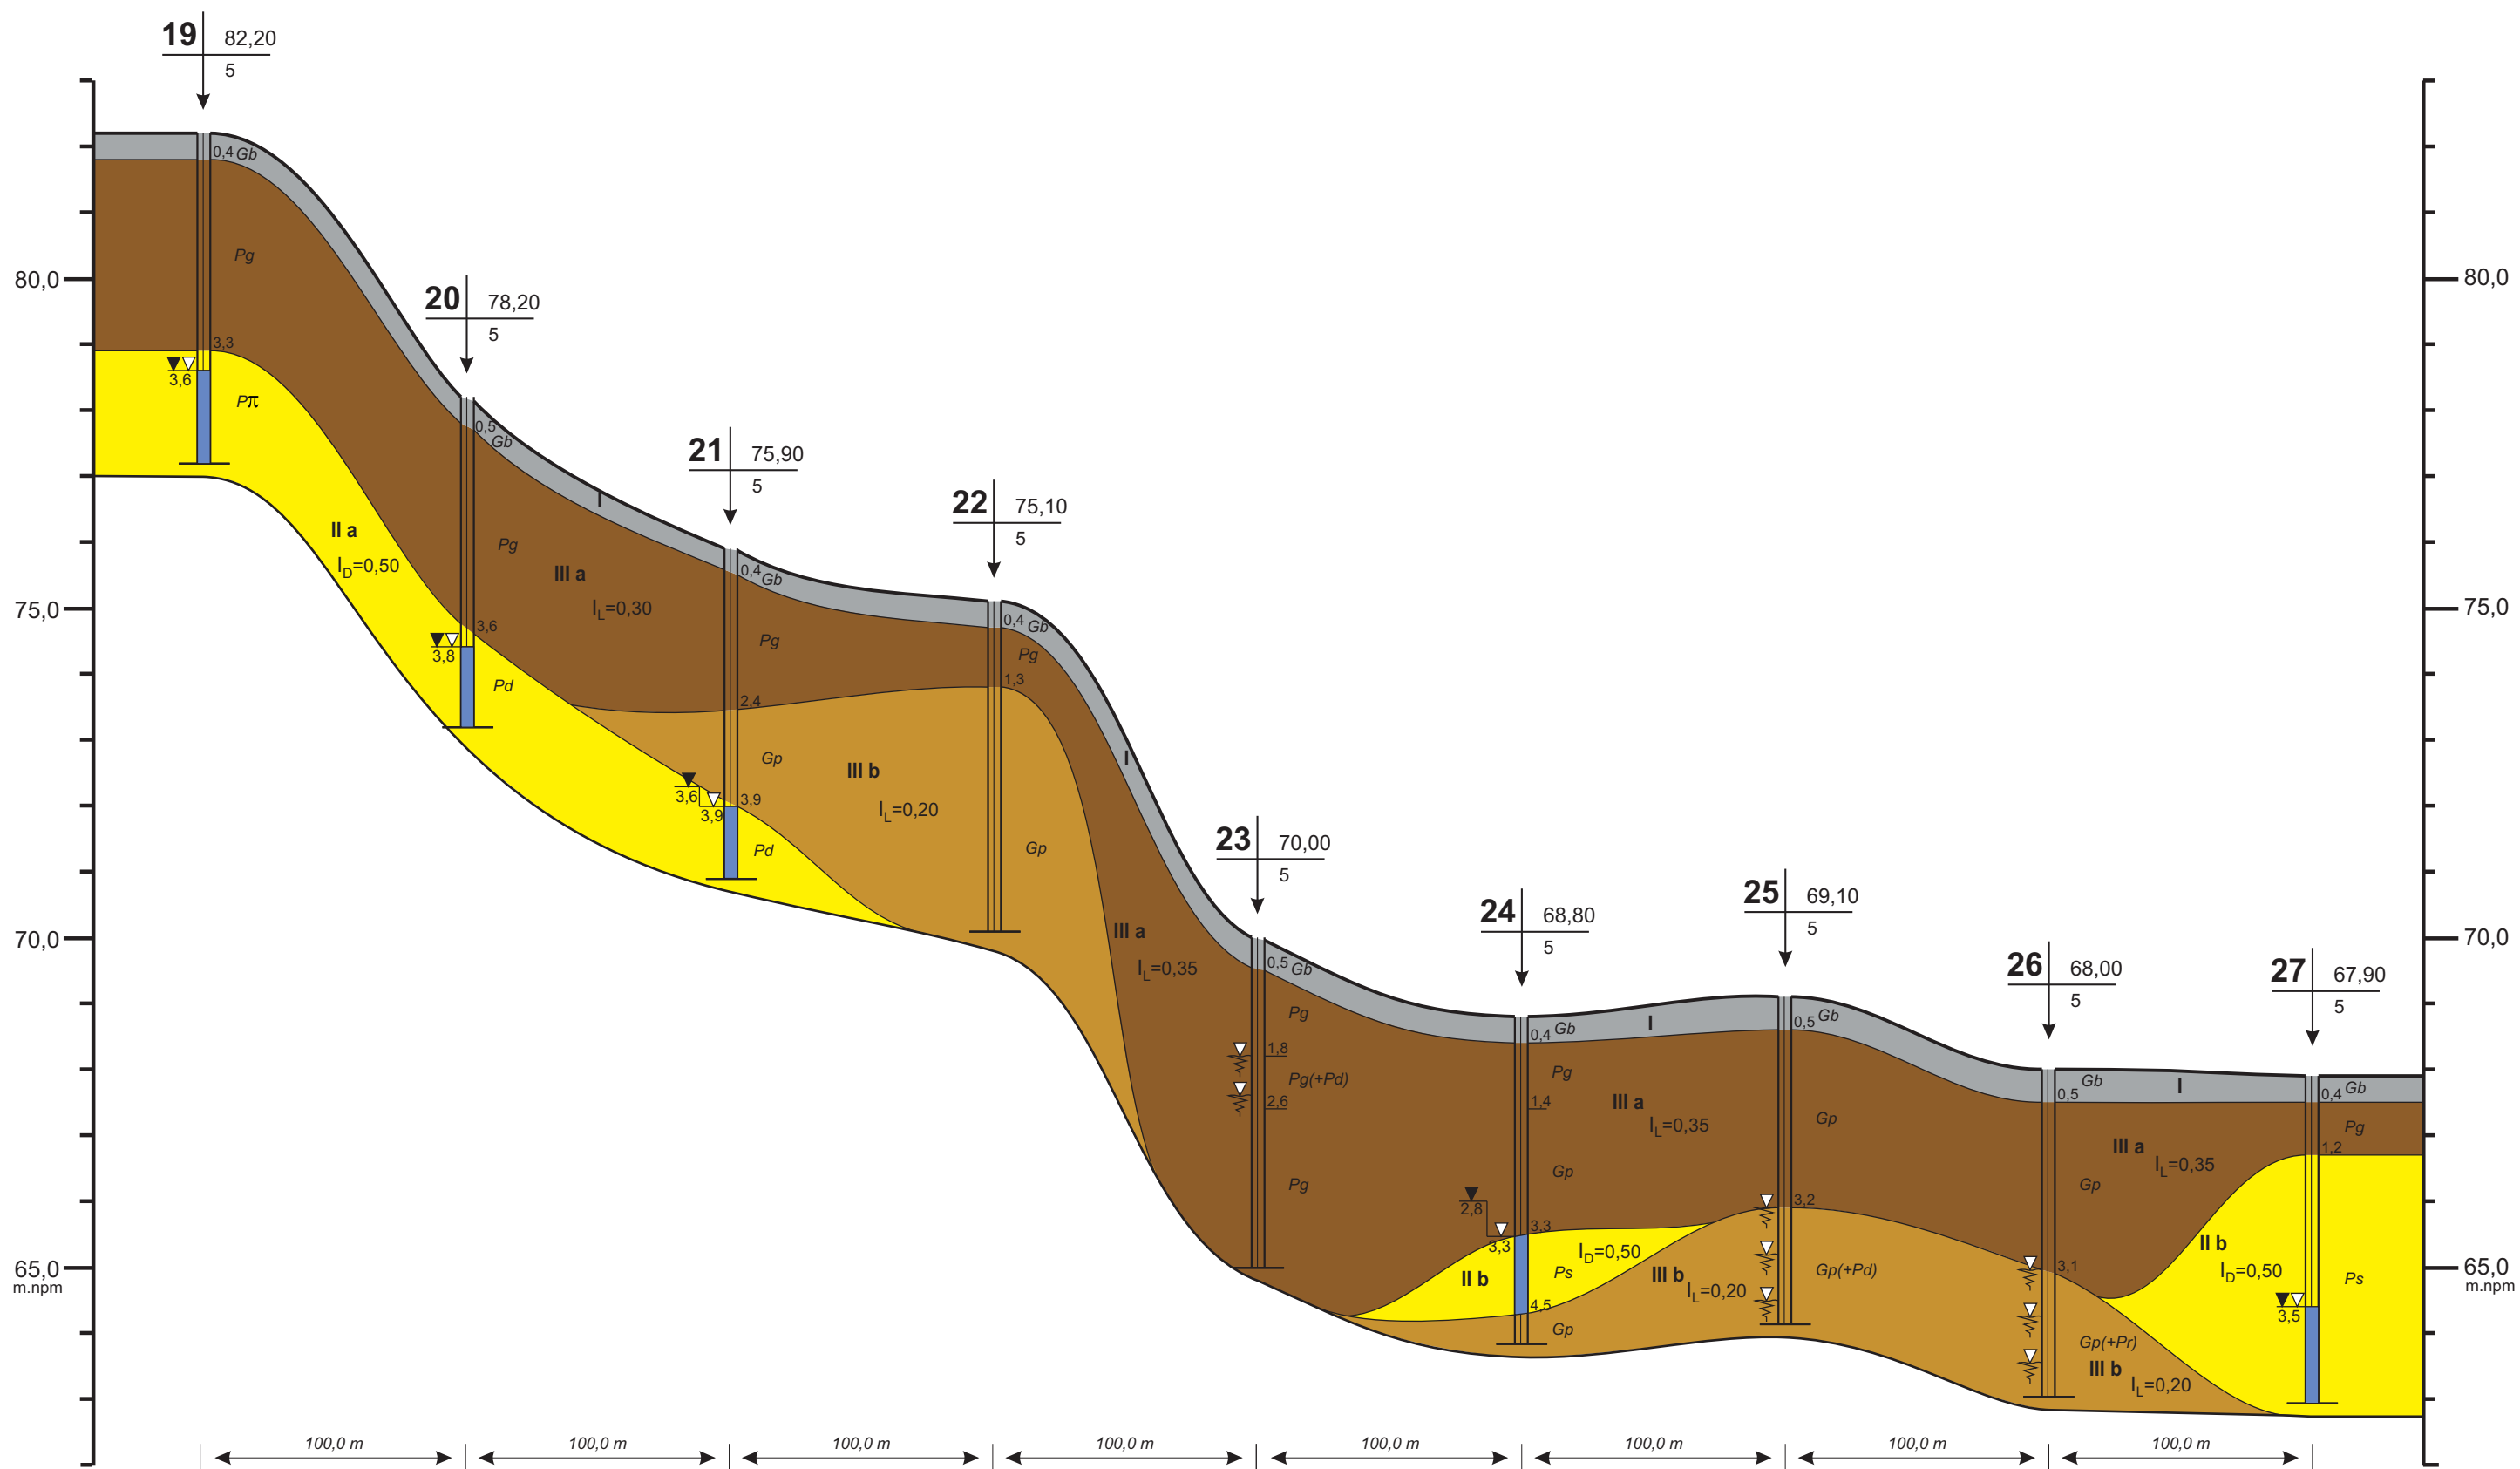 19 82,20
5
0,4 Gb
Pg
80,0
80,0
20 78,20
5
3,3
3,6
Pπ
0,5
Gb
21 75,90
5
I
22 75,10
5
II a
I_D=0,50
Pg
III a
I_L=0,30
0,4 Gb
75,0
75,0
3,6
3,8
0,4 Gb
Pg
Pg
Pd
1,3
2,4
Gp
III b
I_L=0,20
I
3,6
3,9
3,9
Pd
Gp
23 70,00
5
III a
I_L=0,35
70,0
70,0
24 68,80
5
25 69,10
5
26 68,00
5
27 67,90
5
0,5 Gb
Pg
0,4 Gb
I
0,5 Gb
1,8
Pg(+Pd)
2,6
Pg
1,4
III a
I_L=0,35
Gp
Gb
0,5
I
0,4 Gb
Pg
1,2
Pg
Gp
III a
I_L=0,35
Gp
2,8
3,3
3,3
3,2
II b
I_D=0,50
Ps
III b
I_L=0,20
Gp(+Pd)
3,1
II b
I_D=0,50
Ps
65,0
m.npm
65,0
m.npm
4,5
Gp
3,5
Gp(+Pr)
III b
I_L=0,20
100,0 m 100,0 m 100,0 m 100,0 m 100,0 m 100,0 m 100,0 m 100,0 m